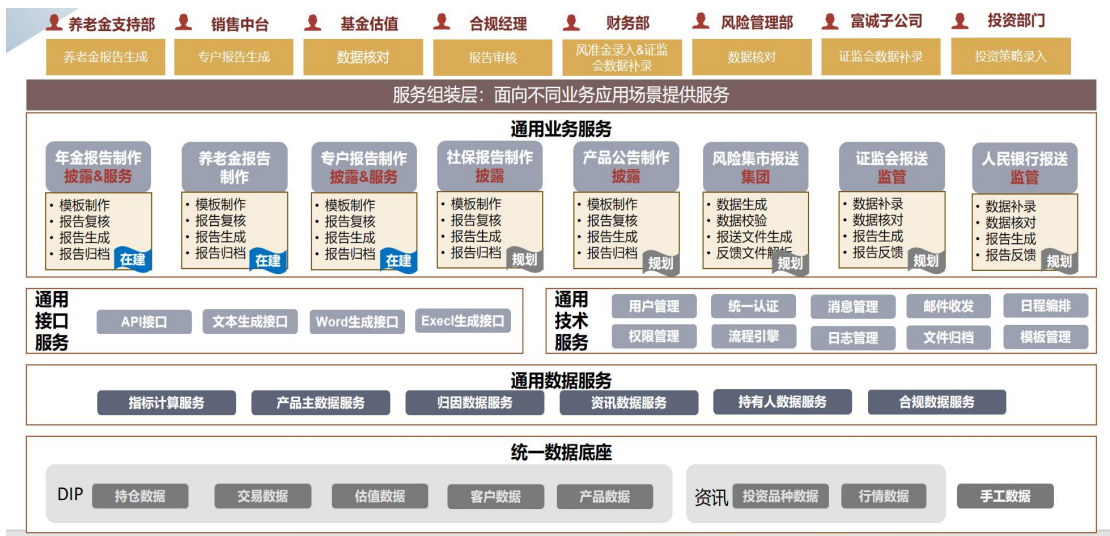 养老金支持部 销售中台 基金估值 合规经理 财务部 风险管理部 富诚子公司 投资部门
养老金报告生成 专户报告生成 数据核对 报告审核 风准金录入&证监 数据核对 证监会数据补录 投资策略录入
会数据补录
服务组装层：面向不同业务应用场景提供服务
通用业务服务
年金报告制作 养老金报告 专户报告制作 社保报告制作 产品公告制作 风险集市报送 证监会报送 人民银行报送
披露&服务 制作 披露&服务 披露 披露 集团 监管 监管
• 模板制作 • 模板制作 • 模板制作 • 模板制作 • 模板制作 • 数据生成 • 数据补录 • 数据补录
• 报告复核 • 报告复核 • 报告复核 • 报告复核 • 报告复核 • 数据校验 • 数据核对 • 数据核对
• 报告生成 • 报告生成 • 报告生成 • 报告生成 • 报告生成 • 报送文件生成 • 报告生成 • 报告生成
• 报告归档 • 报告归档 • 报告归档 • 报告归档 • 报告归档 • 反馈文件解析 • 报告反馈 • 报告反馈
在建 在建 在建 规划 规划 规划 规划 规划
通用
接口
服务
API接口 文本生成接口 Word生成接口 Execl生成接口
通用
技术
服务
用户管理 统一认证 消息管理 邮件收发 日程编排
权限管理 流程引擎 日志管理 文件归档 模板管理
通用数据服务
指标计算服务 产品主数据服务 归因数据服务 资讯数据服务 持有人数据服务 合规数据服务
统一数据底座
DIP 持仓数据 交易数据 估值数据 客户数据 产品数据 资讯 投资品种数据 行情数据 手工数据